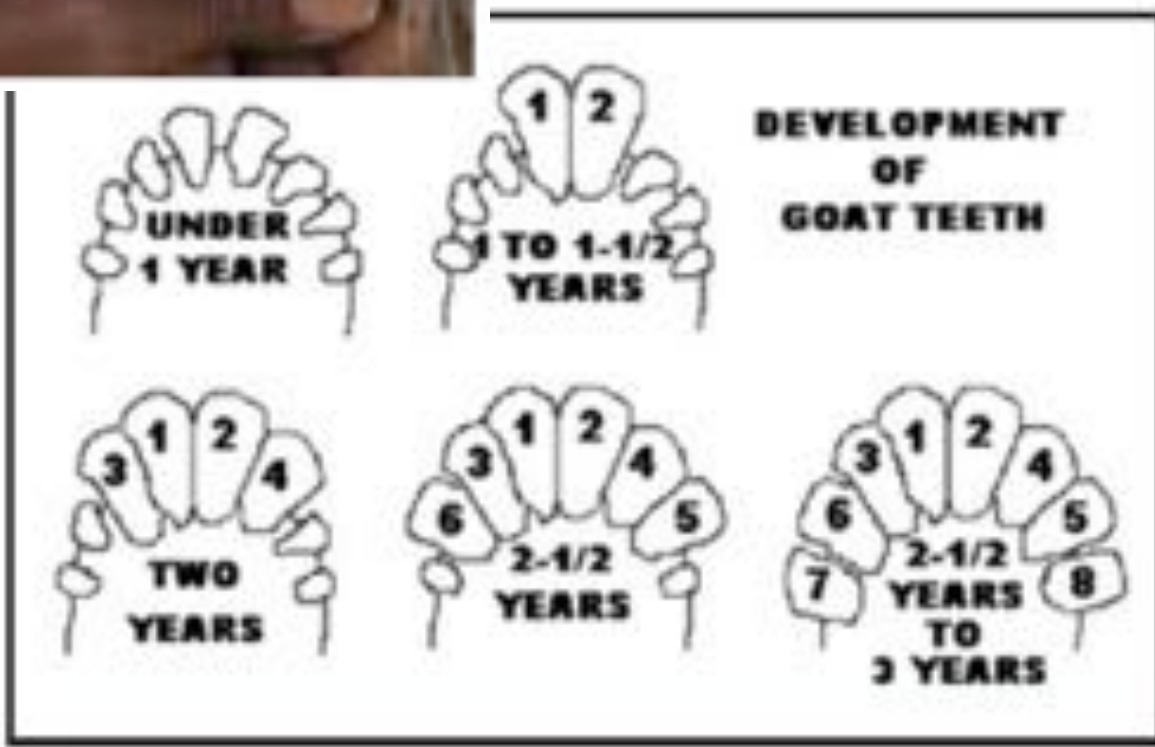 1 2
UNDER
1 YEAR
1 TO 1-1/2
YEARS
DEVELOPMENT
OF
GOAT TEETH
3 1 2 4
TWO
YEARS
6 3 1 2 4 5
2-1/2
YEARS
7 6 3 1 2 4 5 8
2-1/2
YEARS
TO
3 YEARS